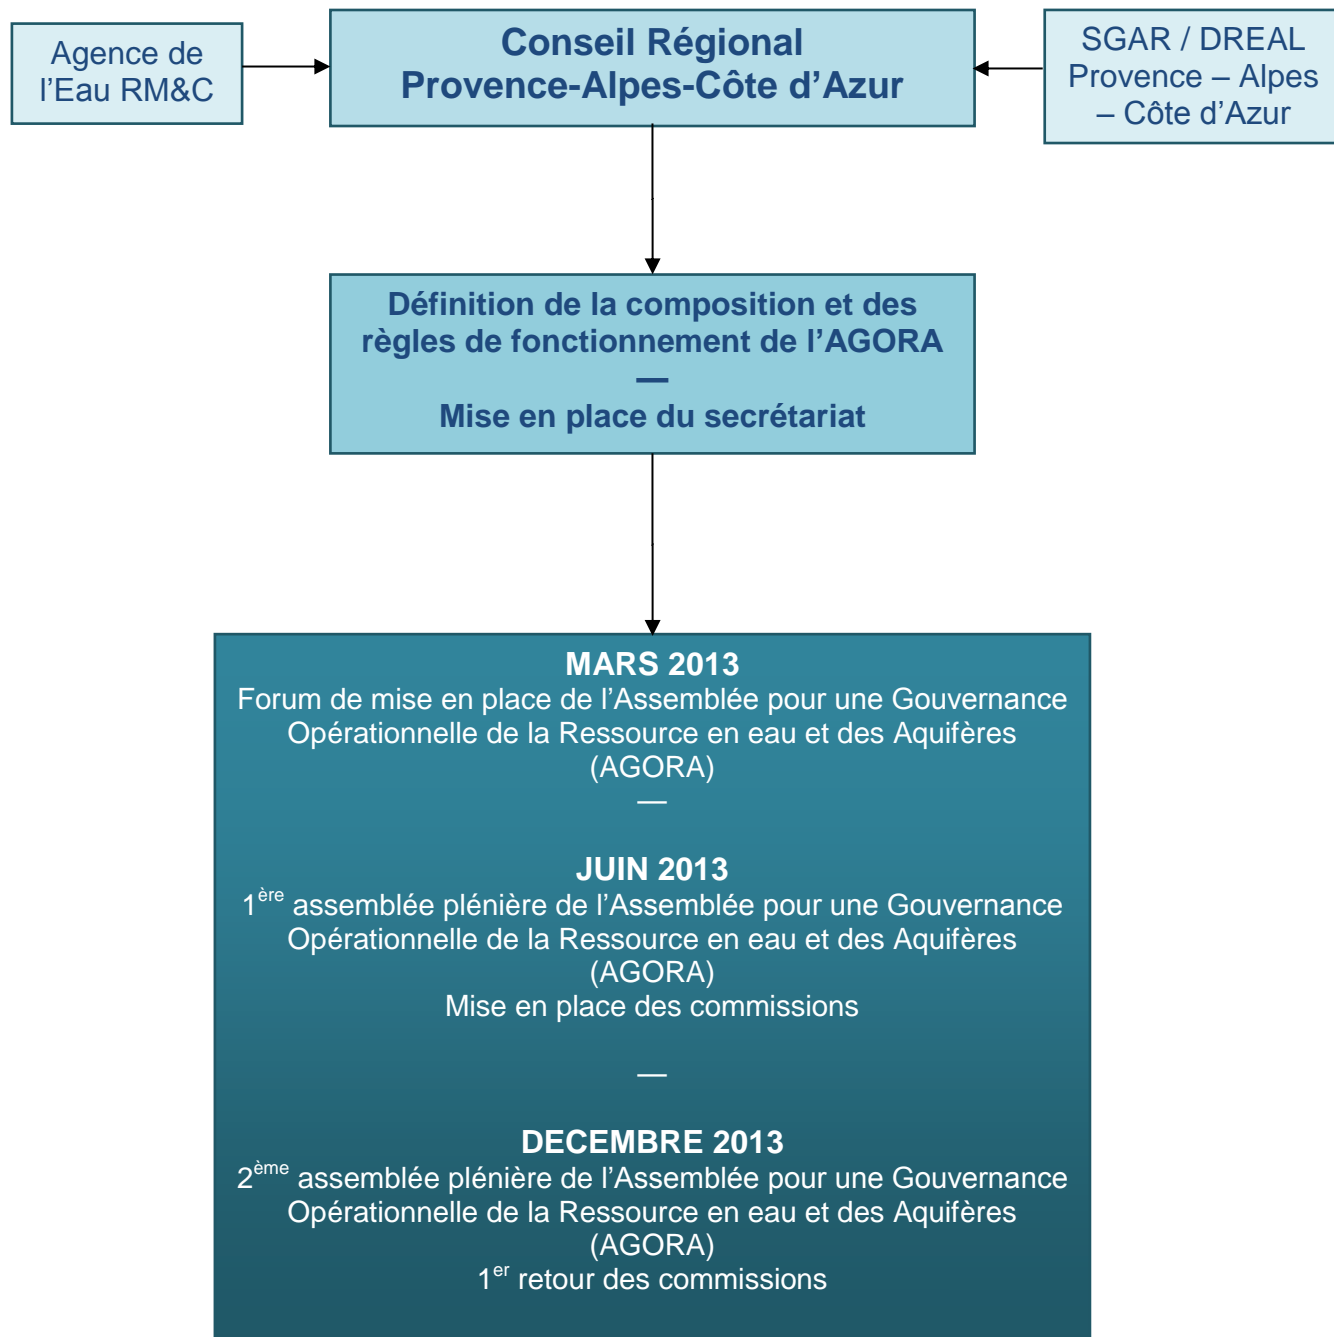 Agence de
l’Eau RM&C
Conseil Régional
Provence-Alpes-Côte d’Azur
SGAR / DREAL
Provence – Alpes
– Côte d’Azur
Définition de la composition et des
règles de fonctionnement de l’AGORA
—
Mise en place du secrétariat
MARS 2013
Forum de mise en place de l’Assemblée pour une Gouvernance
Opérationnelle de la Ressource en eau et des Aquifères
(AGORA)
—
JUIN 2013
1ère assemblée plénière de l’Assemblée pour une Gouvernance
Opérationnelle de la Ressource en eau et des Aquifères
(AGORA)
Mise en place des commissions
—
DECEMBRE 2013
2ème assemblée plénière de l’Assemblée pour une Gouvernance
Opérationnelle de la Ressource en eau et des Aquifères
(AGORA)
1er retour des commissions